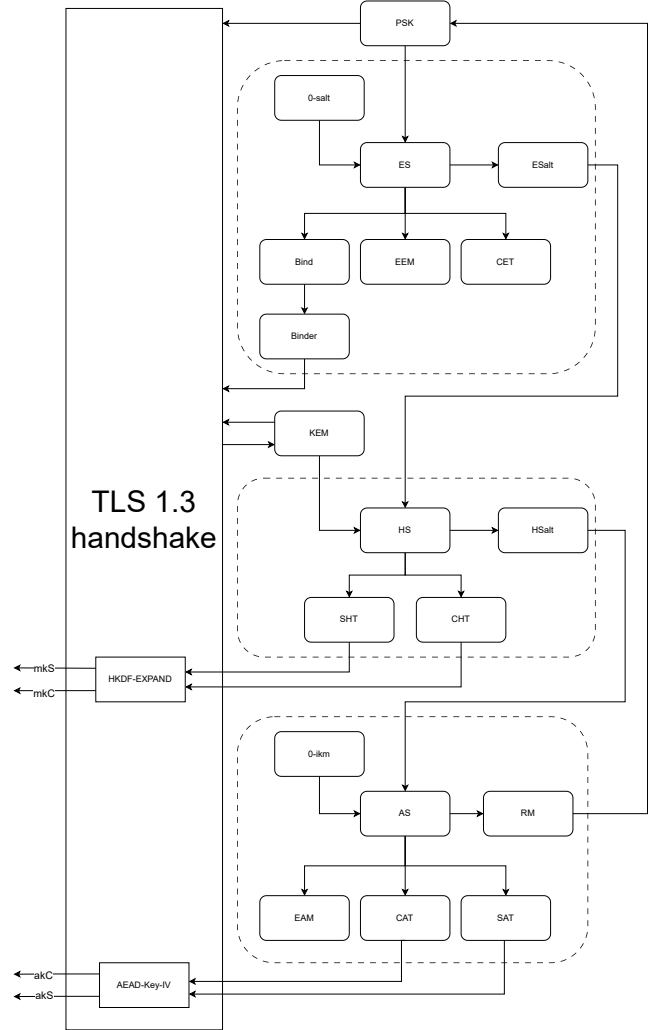 PSK
0-salt
ES
ESalt
Bind
EEM
CET
Binder
KEM
TLS 1.3
handshake
HS
HSalt
SHT
CHT
mkS
HKDF-EXPAND
mkC
0-ikm
AS
RM
EAM
CAT
SAT
akC
AEAD-Key-IV
akS